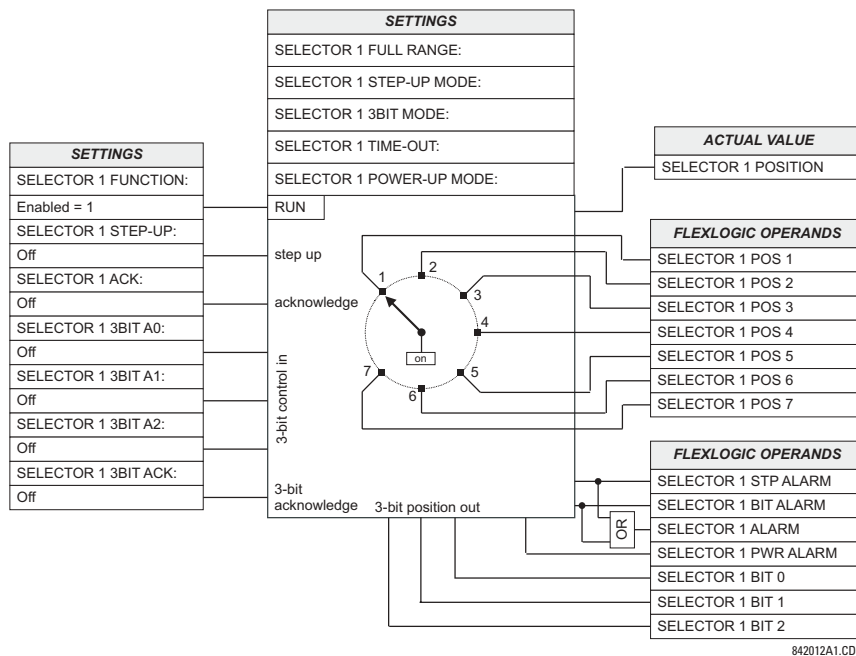 SETTINGS
SELECTOR 1 FULL RANGE:
SELECTOR 1 STEP-UP MODE:
SELECTOR 1 3BIT MODE:
SELECTOR 1 TIME-OUT:
SELECTOR 1 POWER-UP MODE:
SETTINGS
SELECTOR 1 FUNCTION:
Enabled = 1
SELECTOR 1 STEP-UP:
Off
SELECTOR 1 ACK:
Off
SELECTOR 1 3BIT A0:
Off
SELECTOR 1 3BIT A1:
Off
SELECTOR 1 3BIT A2:
Off
SELECTOR 1 3BIT ACK:
Off
RUN
step up
acknowledge
3-bit control in
3-bit
acknowledge
3-bit position out
1
2
3
4
5
6
7
on
ACTUAL VALUE
SELECTOR 1 POSITION
FLEXLOGIC OPERANDS
SELECTOR 1 POS 1
SELECTOR 1 POS 2
SELECTOR 1 POS 3
SELECTOR 1 POS 4
SELECTOR 1 POS 5
SELECTOR 1 POS 6
SELECTOR 1 POS 7
FLEXLOGIC OPERANDS
SELECTOR 1 STP ALARM
SELECTOR 1 BIT ALARM
OR
SELECTOR 1 ALARM
SELECTOR 1 PWR ALARM
SELECTOR 1 BIT 0
SELECTOR 1 BIT 1
SELECTOR 1 BIT 2
842012A1.CD